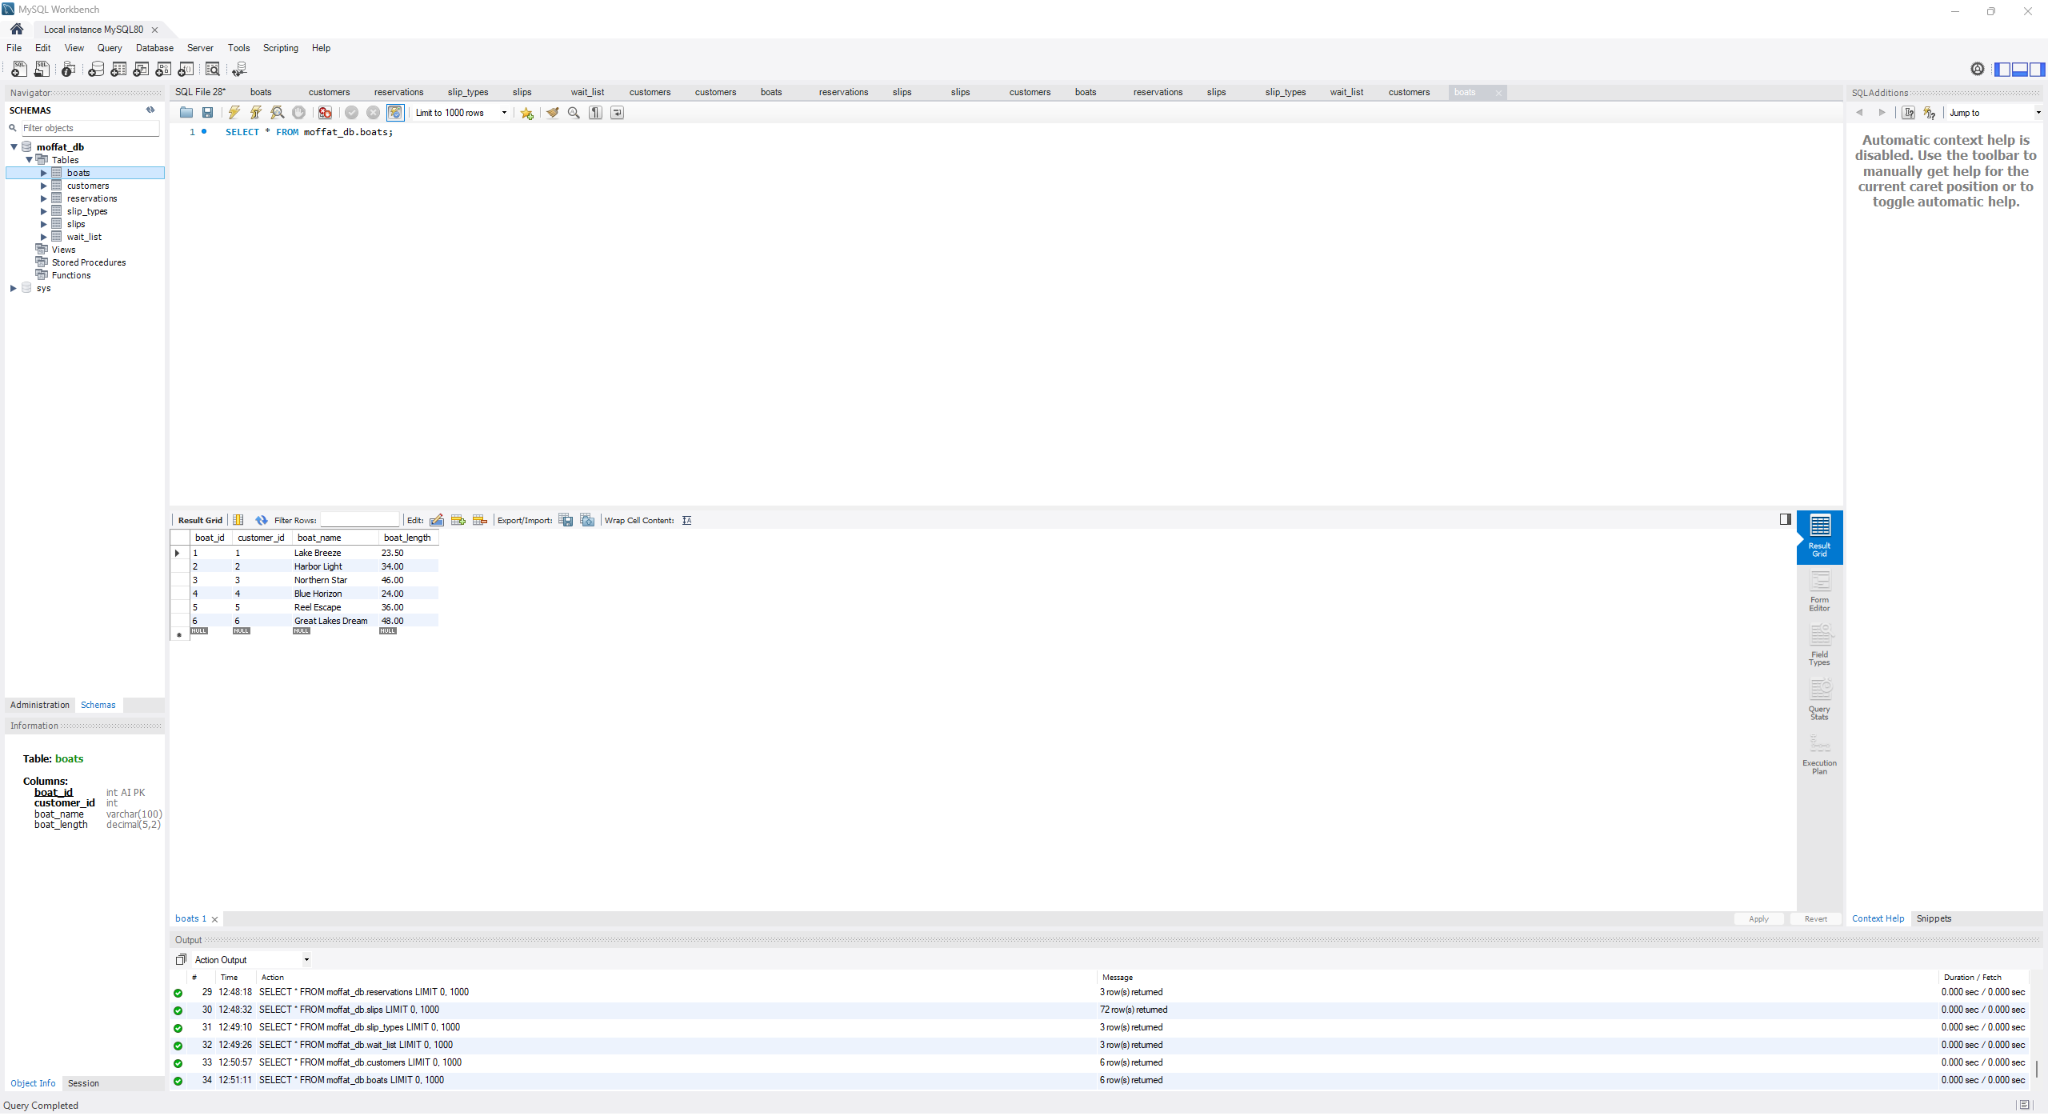 MySQL Workbench
Local instance MySQL80
File Edit View Query Database Server Tools Scripting Help
Navigator
SCHEMAS
Filter objects
moffat_db
Tables
boats
customers
reservations
slip_types
slips
wait_list
Views
Stored Procedures
Functions
sys
Administration Schemas
Information
Table: boats
Columns:
boat_id int AI PK
customer_id int
boat_name varchar(100)
boat_length decimal(5,2)
Object Info Session
SQL File 28* boats customers reservations slip_types slips wait_list customers customers boats reservations slips slips customers boats reservations slips slip_types wait_list customers boats
Limit to 1000 rows
1 SELECT * FROM moffat_db.boats;
Result Grid Filter Rows: Edit: Export/Import: Wrap Cell Content:
boat_id customer_id boat_name boat_length
1 1 Lake Breeze 23.50
2 2 Harbor Light 34.00
3 3 Northern Star 46.00
4 4 Blue Horizon 24.00
5 5 Reel Escape 36.00
6 6 Great Lakes Dream 48.00
NULL NULL NULL NULL
Result
Grid
Form
Editor
Field
Types
Query
Stats
Execution
Plan
boats 1
Apply Revert
SQLAdditions
Jump to
Automatic context help is
disabled. Use the toolbar to
manually get help for the
current caret position or to
toggle automatic help.
Context Help Snippets
Output
Action Output
# Time Action Message Duration / Fetch
29 12:48:18 SELECT * FROM moffat_db.reservations LIMIT 0, 1000 3 row(s) returned 0.000 sec / 0.000 sec
30 12:48:32 SELECT * FROM moffat_db.slips LIMIT 0, 1000 72 row(s) returned 0.000 sec / 0.000 sec
31 12:49:10 SELECT * FROM moffat_db.slip_types LIMIT 0, 1000 3 row(s) returned 0.000 sec / 0.000 sec
32 12:49:26 SELECT * FROM moffat_db.wait_list LIMIT 0, 1000 3 row(s) returned 0.000 sec / 0.000 sec
33 12:50:57 SELECT * FROM moffat_db.customers LIMIT 0, 1000 6 row(s) returned 0.000 sec / 0.000 sec
34 12:51:11 SELECT * FROM moffat_db.boats LIMIT 0, 1000 6 row(s) returned 0.000 sec / 0.000 sec
Query Completed